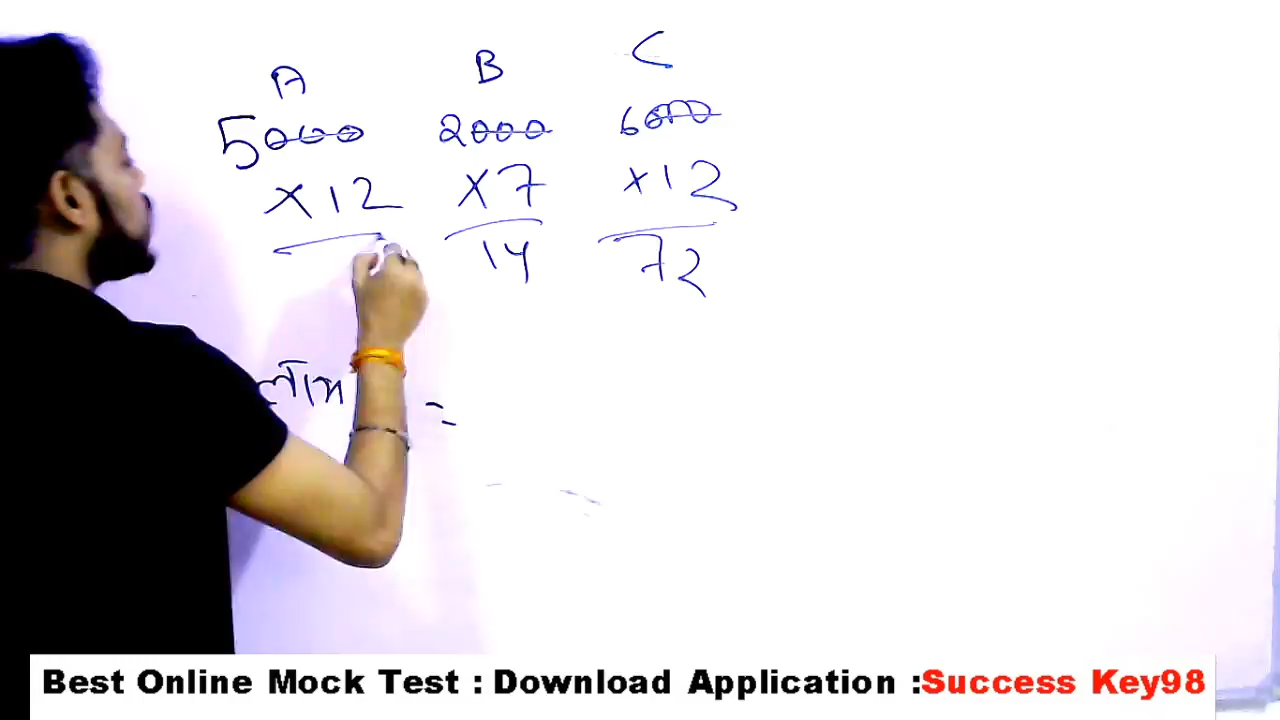 A B C
5000 2000 6000
×12 ×7 ×12
14 72
लाभ =
Best Online Mock Test : Download Application :Success Key98